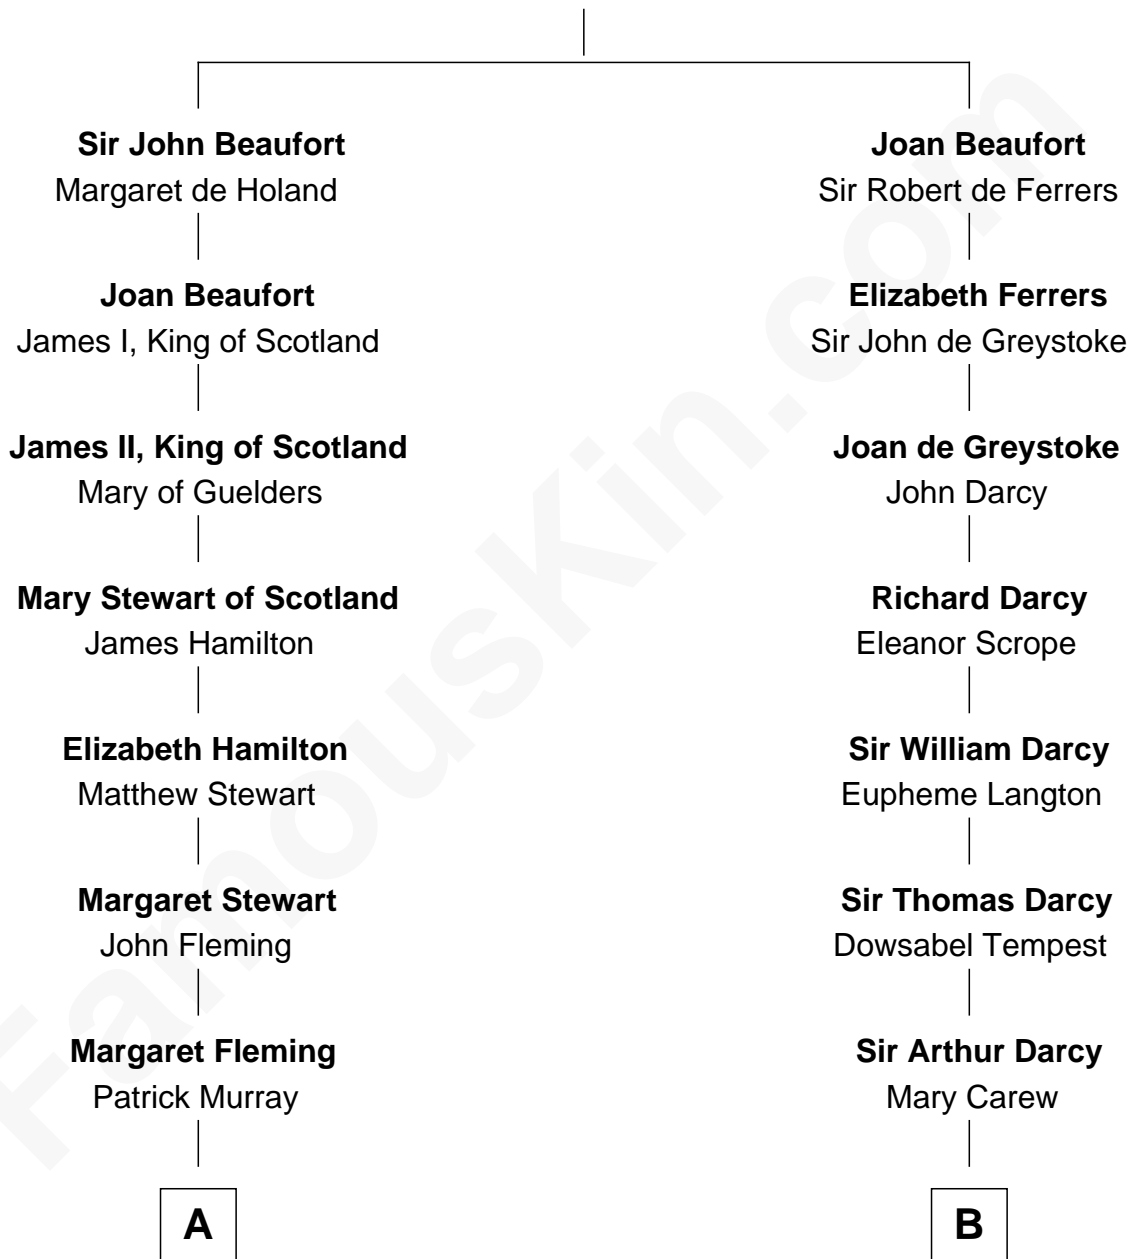 Sir John Beaufort
Margaret de Holand
Joan Beaufort
James I, King of Scotland
James II, King of Scotland
Mary of Guelders
Mary Stewart of Scotland
James Hamilton
Elizabeth Hamilton
Matthew Stewart
Margaret Stewart
John Fleming
Margaret Fleming
Patrick Murray
A
Joan Beaufort
Sir Robert de Ferrers
Elizabeth Ferrers
Sir John de Greystoke
Joan de Greystoke
John Darcy
Richard Darcy
Eleanor Scrope
Sir William Darcy
Eupheme Langton
Sir Thomas Darcy
Dowsabel Tempest
Sir Arthur Darcy
Mary Carew
B
FamousKin.com